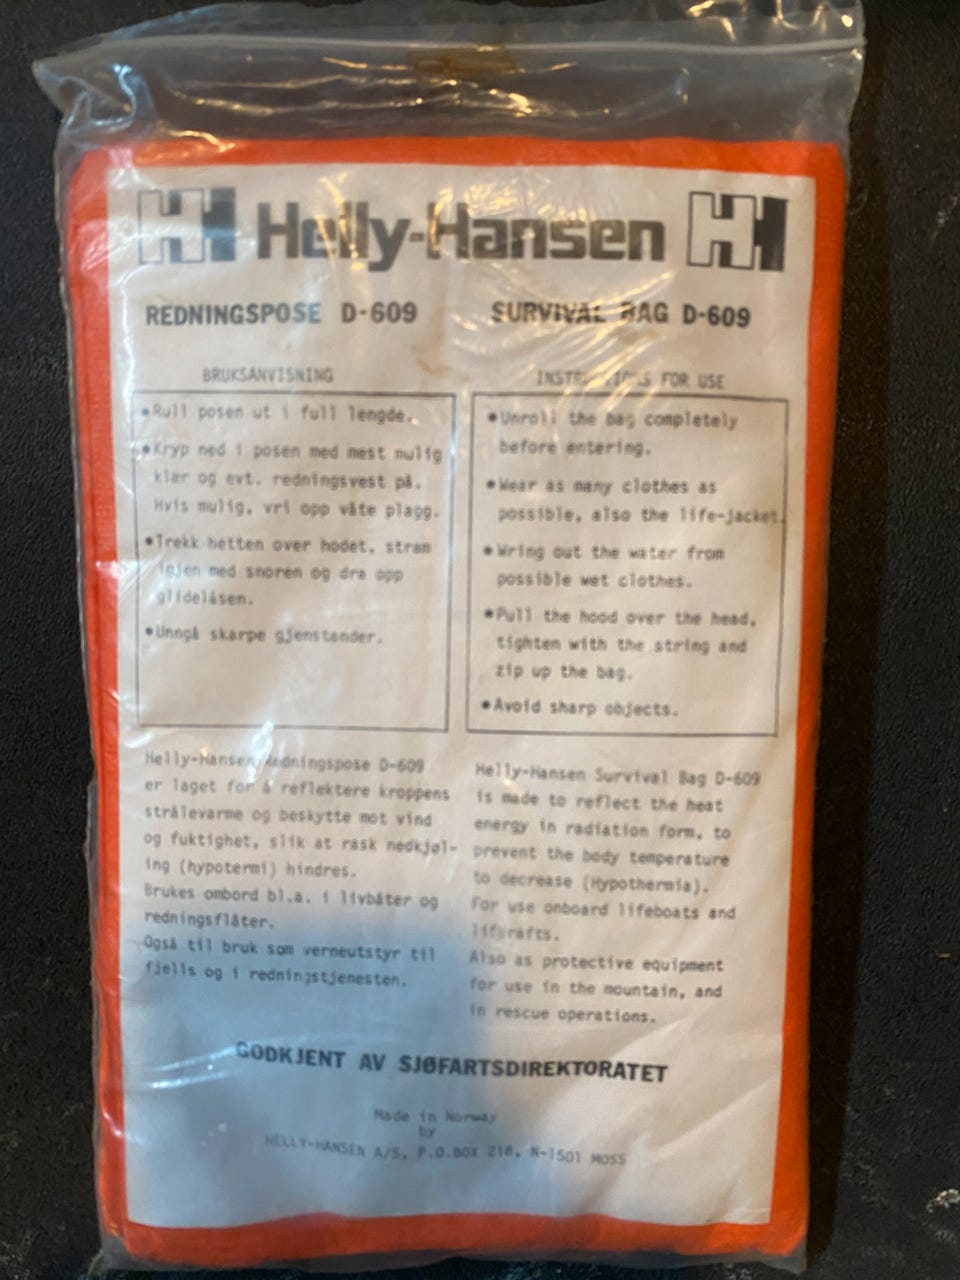 HH Helly-Hansen HH
REDNINGSPOSE D-609
BRUKSANVISNING
•Rull posen ut i full lengde.
•Kryp ned i posen med mest mulig
klær og evt. redningsvest på.
Hvis mulig, vri opp våte plagg.
•Trekk hetten over hodet, stram
igjen med snoren og dra opp
glidelåsen.
•Unngå skarpe gjenstander.
Helly-Hansen Redningspose D-609
er laget for å reflektere kroppens
strålevarme og beskytte mot vind
og fuktighet, slik at rask nedkjøl-
ing (hypotermi) hindres.
Brukes ombord bl.a. i livbåter og
redningsflåter.
Også til bruk som verneutstyr til
fjells og i redningstjenesten.
SURVIVAL BAG D-609
INSTRUCTIONS FOR USE
•Unroll the bag completely
before entering.
•Wear as many clothes as
possible, also the life-jacket.
•Wring out the water from
possible wet clothes.
•Pull the hood over the head,
tighten with the string and
zip up the bag.
•Avoid sharp objects.
Helly-Hansen Survival Bag D-609
is made to reflect the heat
energy in radiation form, to
prevent the body temperature
to decrease (Hypothermia).
For use onboard lifeboats and
liferafts.
Also as protective equipment
for use in the mountain, and
in rescue operations.
GODKJENT AV SJØFARTSDIREKTORATET
Made in Norway
by
HELLY-HANSEN A/S, P.O.BOX 218, N-1501 MOSS